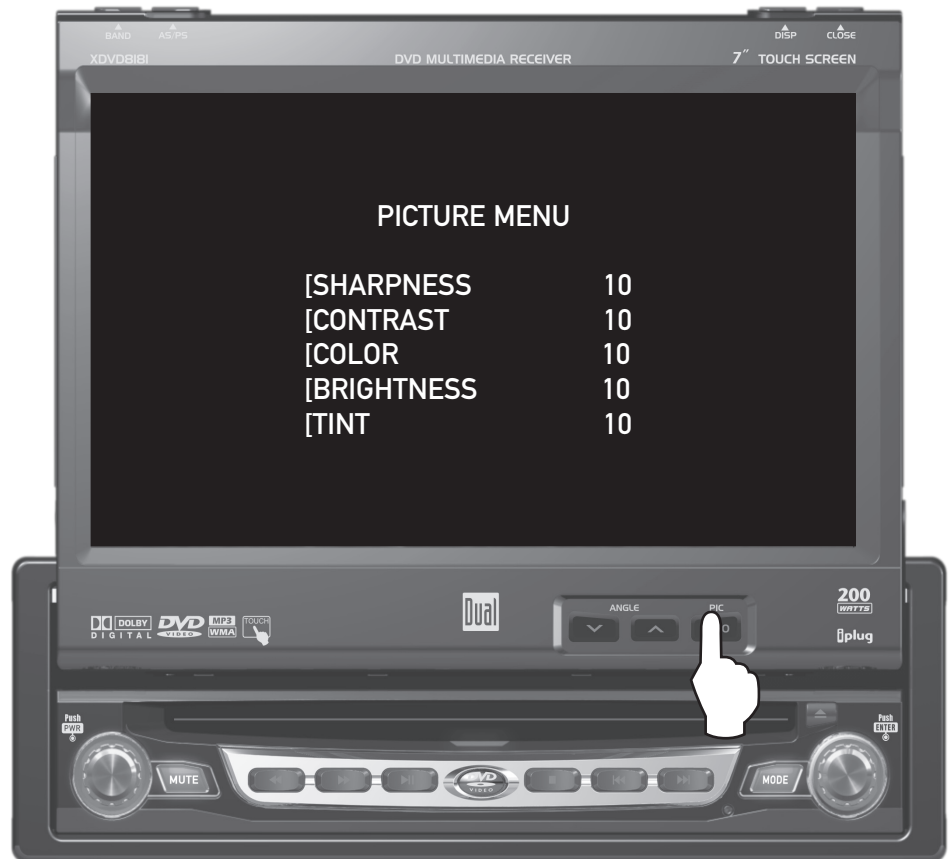 BAND AS/PS DISP CLOSE
XDVD8181 DVD MULTIMEDIA RECEIVER 7" TOUCH SCREEN
PICTURE MENU
[SHARPNESS 10
[CONTRAST 10
[COLOR 10
[BRIGHTNESS 10
[TINT 10
DOLBY DIGITAL
DVD VIDEO
MP3
WMA
TOUCH
Dual
ANGLE PIC
200 WATTS
iplug
Push PWR
Push ENTER
MUTE
DVD VIDEO
MODE